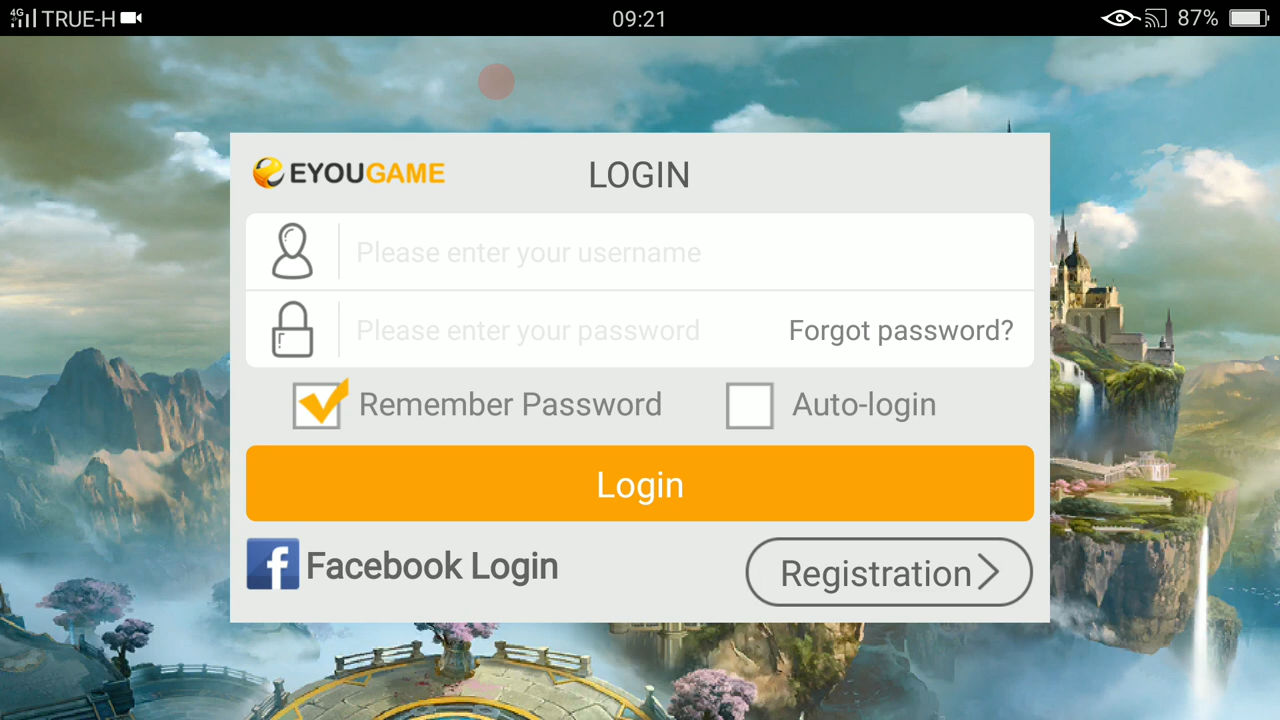 4G TRUE-H 09:21 87%
EYOUGAME LOGIN
Please enter your username
Please enter your password Forgot password?
Remember Password Auto-login
Login
Facebook Login Registration